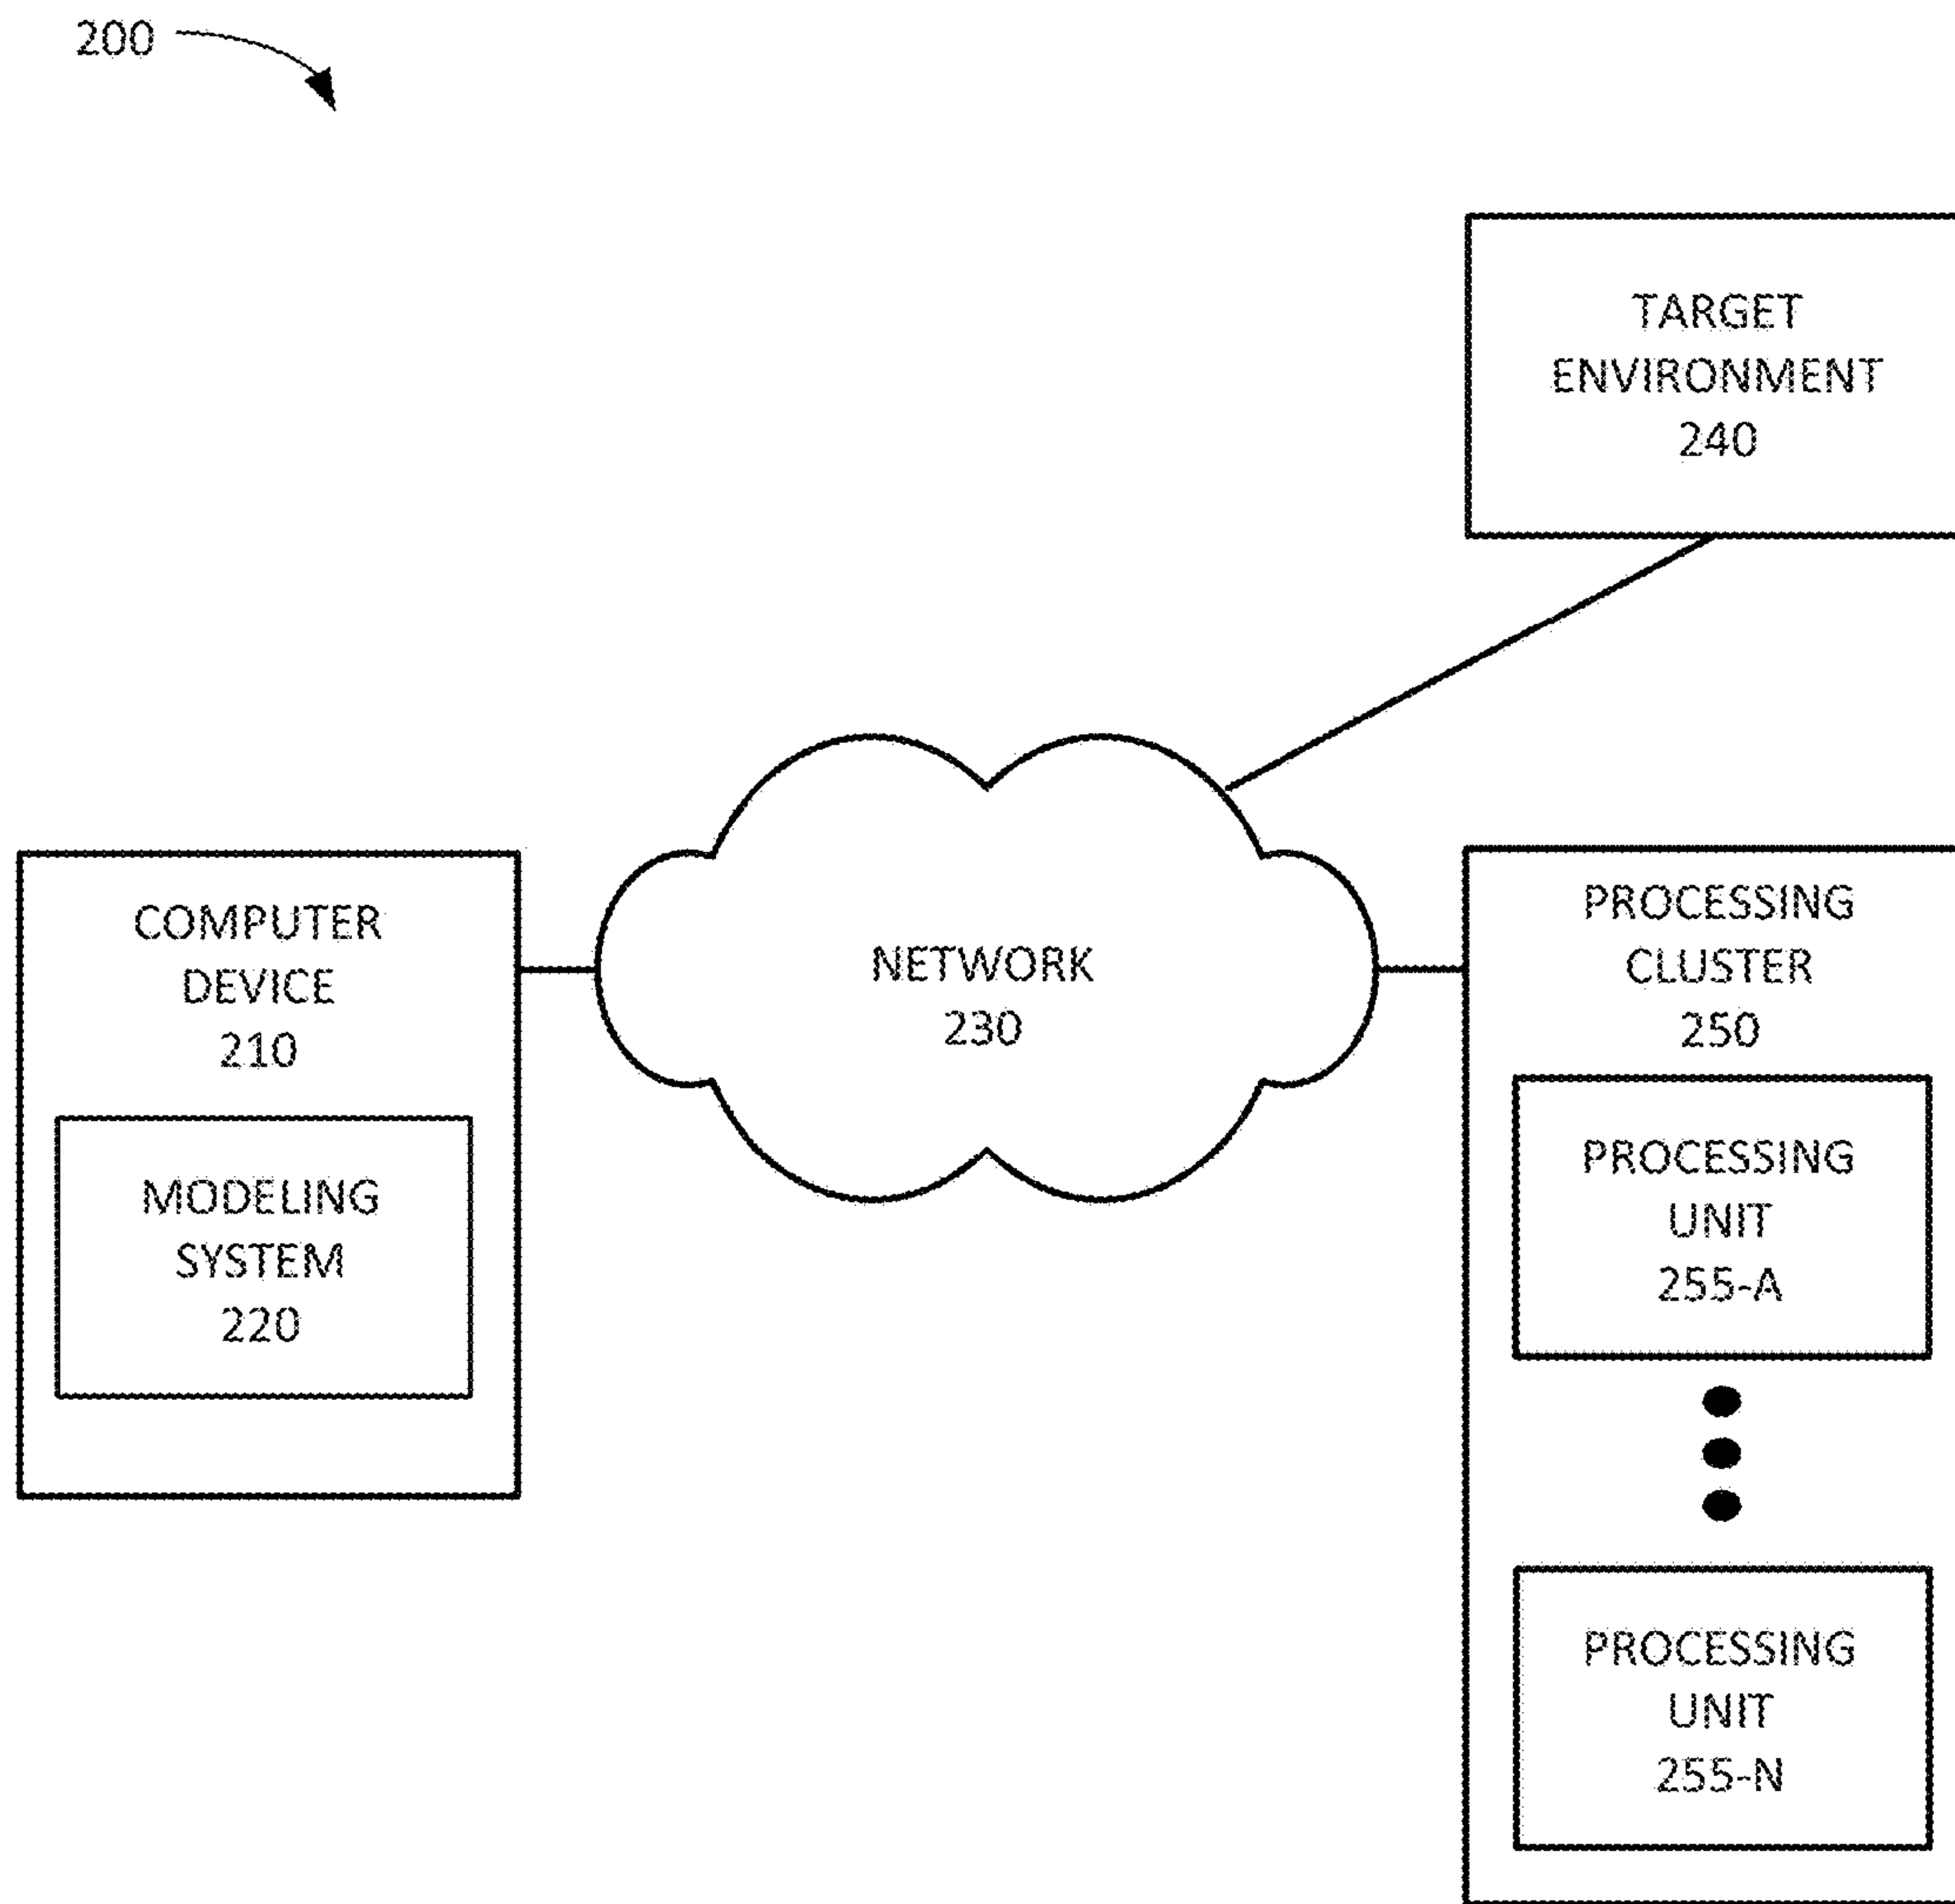 200
TARGET
ENVIRONMENT
240
COMPUTER
DEVICE
210
MODELING
SYSTEM
220
NETWORK
230
PROCESSING
CLUSTER
250
PROCESSING
UNIT
255-A
PROCESSING
UNIT
255-N